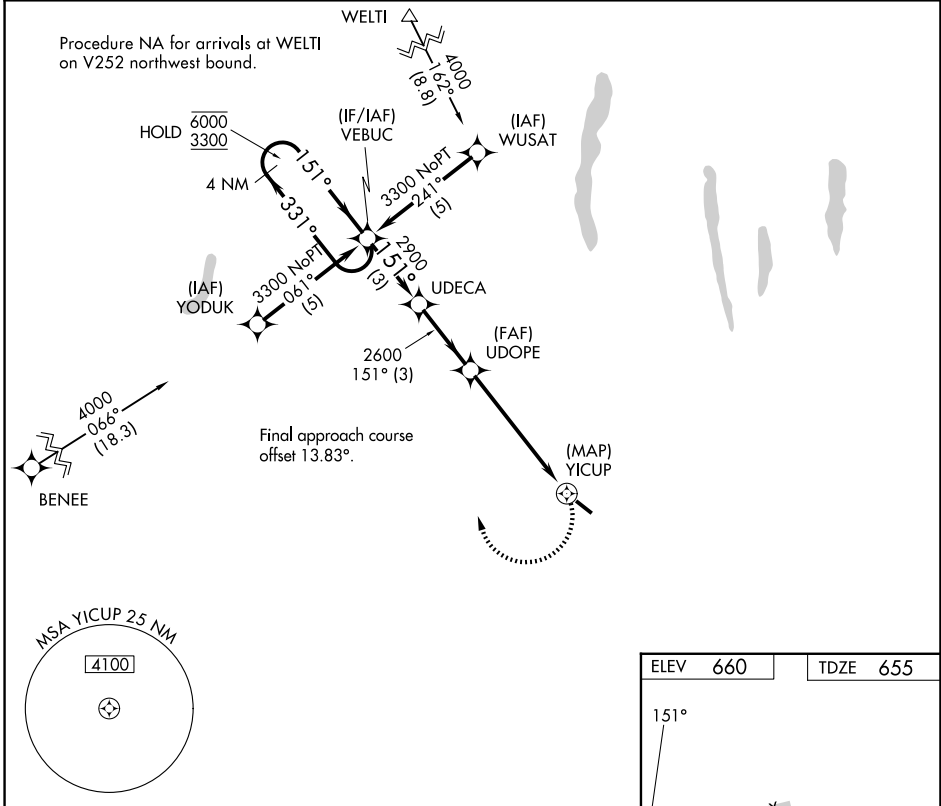 WELTI
Procedure NA for arrivals at WELTI
on V252 northwest bound.
4000
162°
(8.8)
HOLD
6000
3300
4 NM
(IF/IAF)
VEBUC
(IAF)
WUSAT
151°
331°
3300 NoPT
241°
(5)
2900
151°
(3)
3300 NoPT
061°
(5)
(IAF)
YODUK
UDECA
2600
151° (3)
(FAF)
UDOPE
4000
066°
(18.3)
BENEE
Final approach course
offset 13.83°.
(MAP)
YICUP
MSA YICUP 25 NM
4100
ELEV 660
TDZE 655
151°